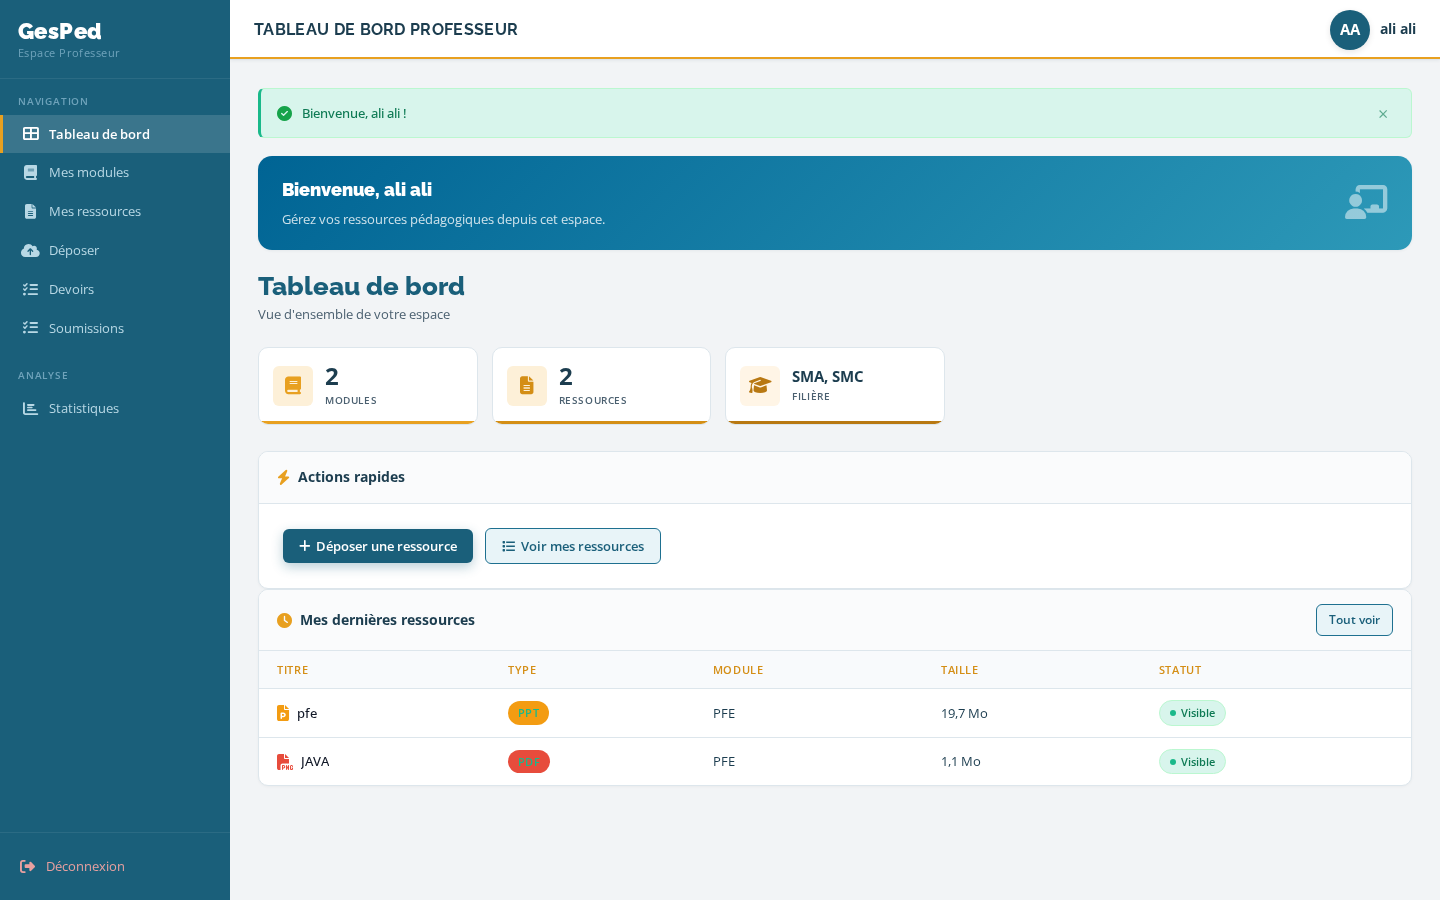 GesPed
Espace Professeur
NAVIGATION
Tableau de bord
Mes modules
Mes ressources
Déposer
Devoirs
Soumissions
ANALYSE
Statistiques
Déconnexion
TABLEAU DE BORD PROFESSEUR
AA ali ali
Bienvenue, ali ali !
Bienvenue, ali ali
Gérez vos ressources pédagogiques depuis cet espace.
Tableau de bord
Vue d'ensemble de votre espace
2
MODULES
2
RESSOURCES
SMA, SMC
FILIÈRE
Actions rapides
Déposer une ressource
Voir mes ressources
Mes dernières ressources
Tout voir
TITRE TYPE MODULE TAILLE STATUT
pfe PPT PFE 19,7 Mo Visible
JAVA PDF PFE 1,1 Mo Visible